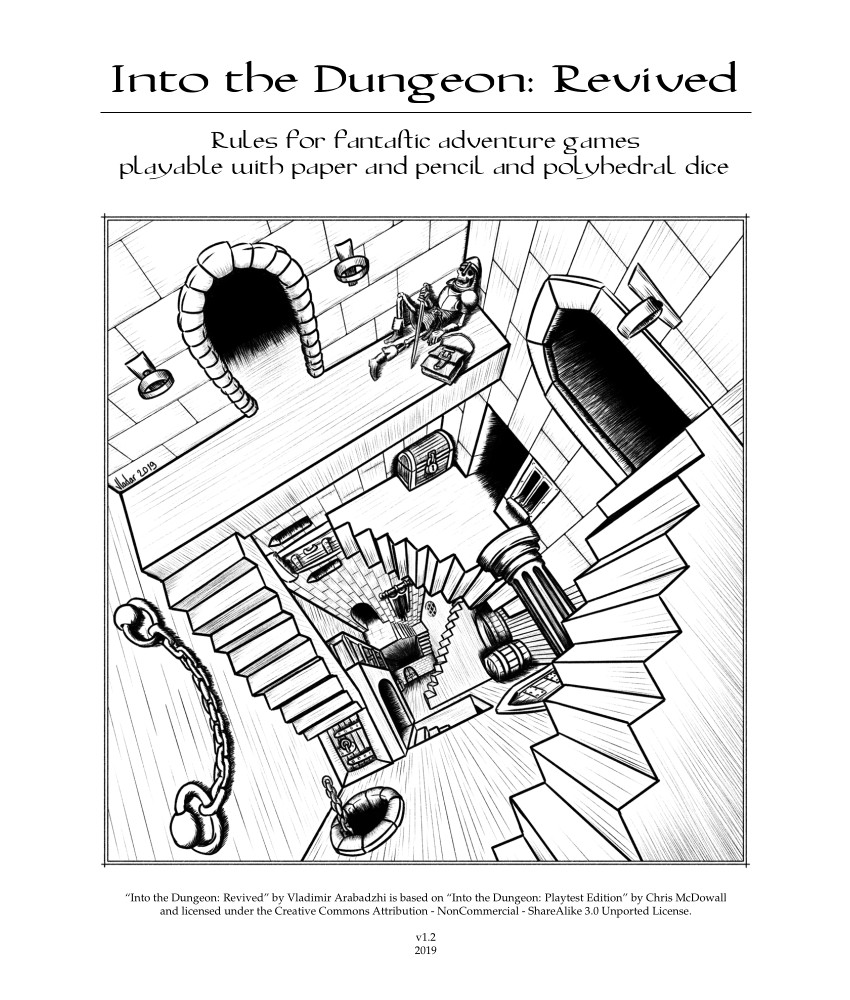 Into the Dungeon: Revived
Rules for fantastic adventure games
playable with paper and pencil and polyhedral dice
Vladar 2019
“Into the Dungeon: Revived” by Vladimir Arabadzhi is based on “Into the Dungeon: Playtest Edition” by Chris McDowall
and licensed under the Creative Commons Attribution - NonCommercial - ShareAlike 3.0 Unported License.
v1.2
2019